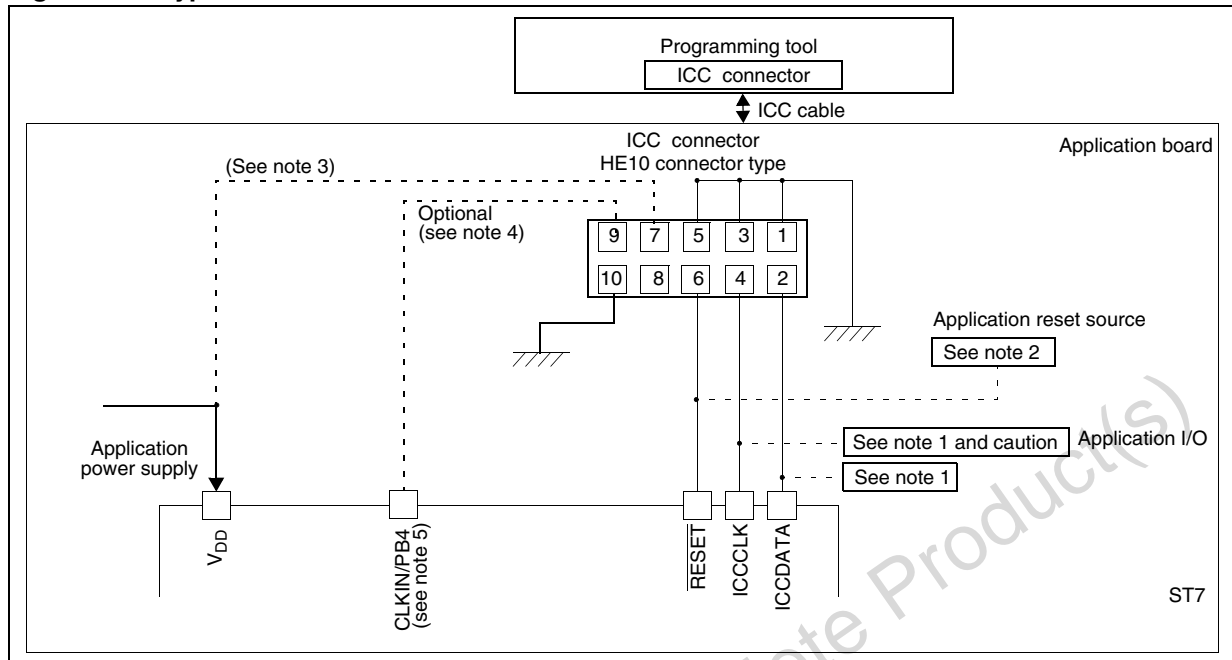 Programming tool
ICC connector
ICC cable
ICC connector
HE10 connector type
Application board
(See note 3)
Optional
(see note 4)
9 7 5 3 1
10 8 6 4 2
Application reset source
See note 2
See note 1 and caution
Application I/O
See note 1
Application
power supply
VDD
CLKIN/PB4
(see note 5)
RESET
ICCCLK
ICCDATA
ST7